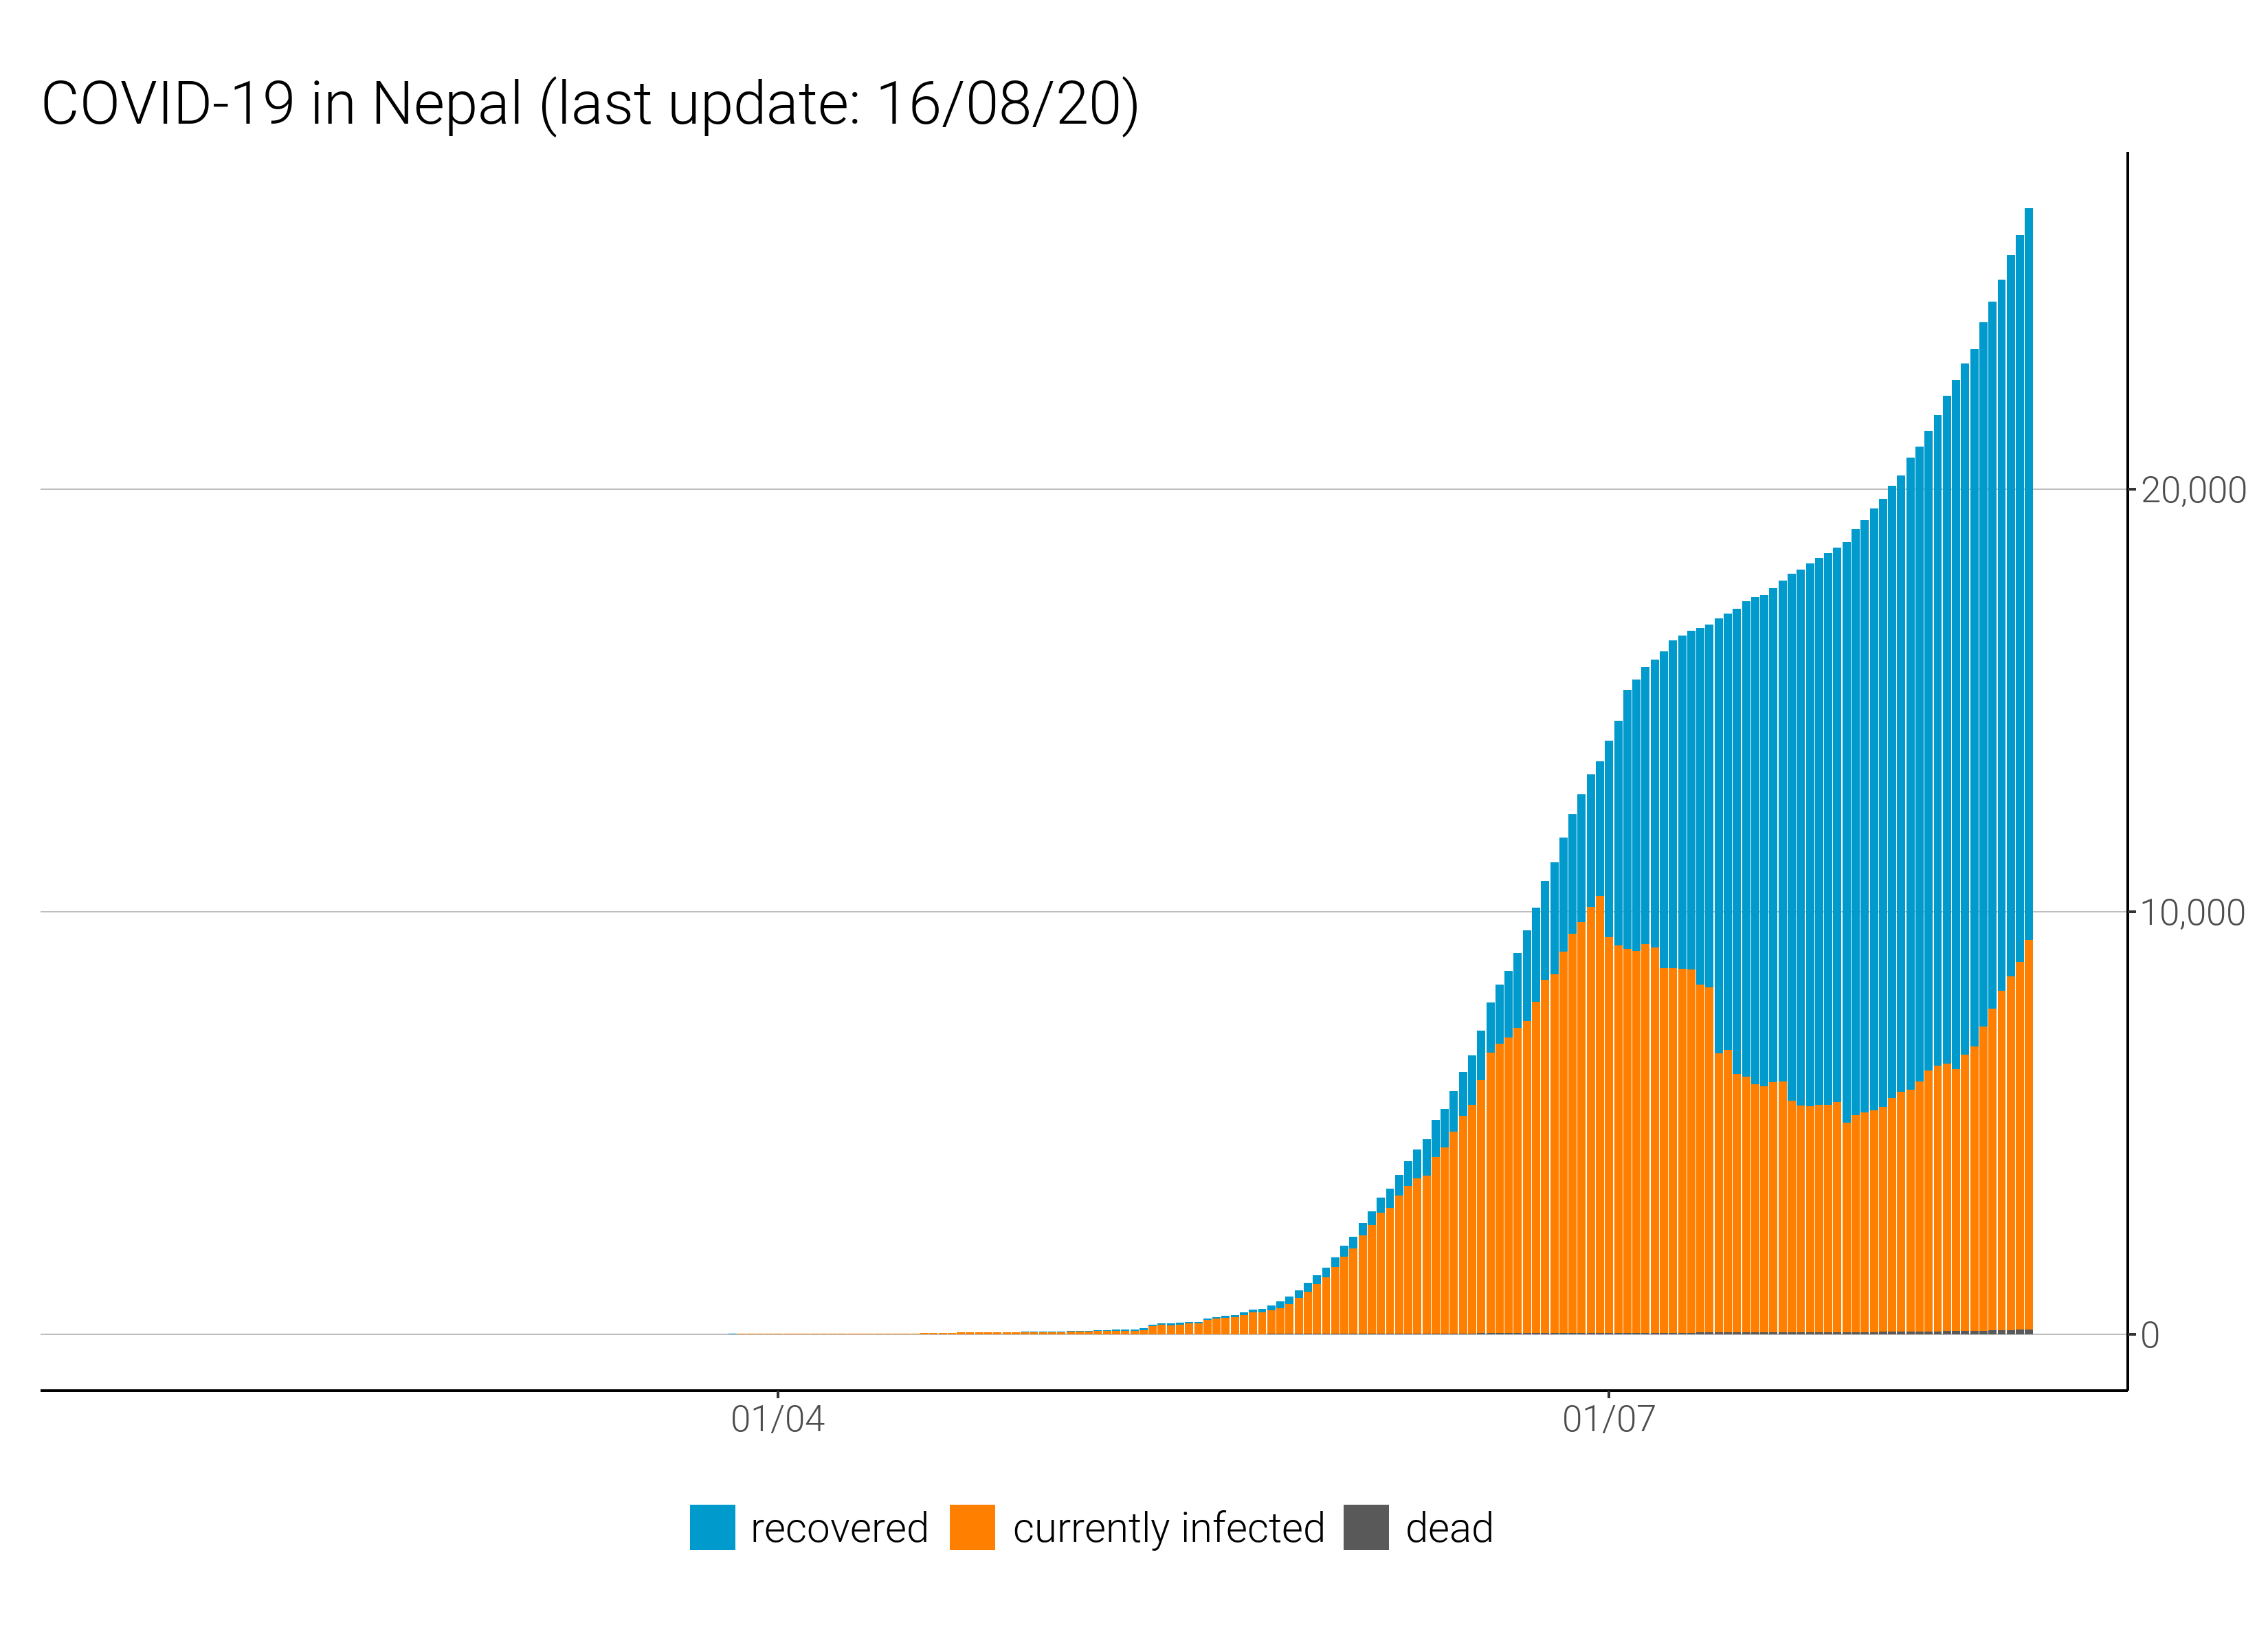 COVID-19 in Nepal (last update: 16/08/20)
20,000
10,000
0
01/04 01/07
recovered currently infected dead